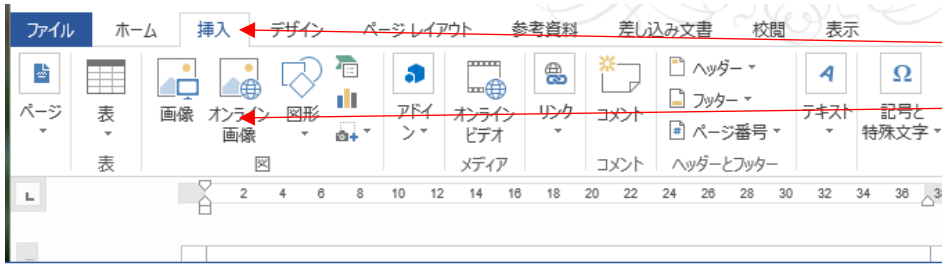 ファイル ホーム 挿入 デザイン ページ レイアウト 参考資料 差し込み文書 校閲 表示
ページ 表 画像 オンライン 画像 図形 アドイン オンライン ビデオ リンク コメント ヘッダー フッター ページ番号 テキスト 記号と 特殊文字
表 図 メディア コメント ヘッダーとフッター
L 2 4 6 8 10 12 14 16 18 20 22 24 26 28 30 32 34 36 38